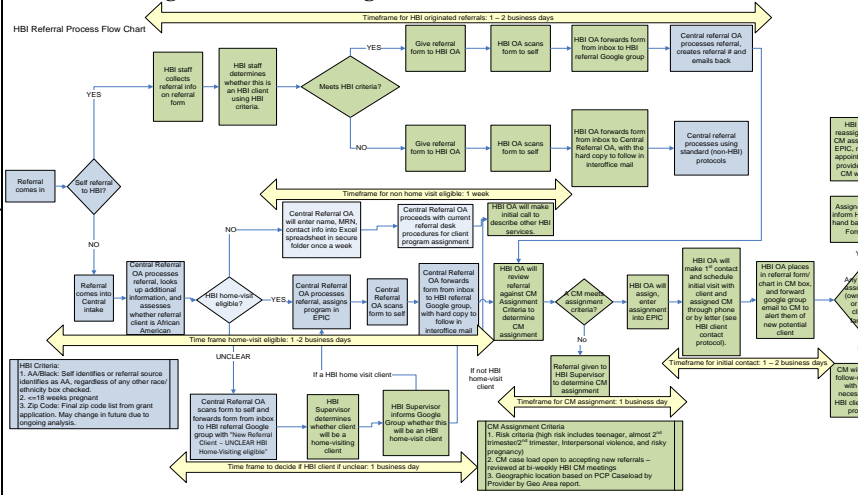 Timeframe for HBI originated referrals: 1 – 2 business days
HBI Referral Process Flow Chart
YES
Give referral
form to HBI OA
HBI OA scans
form to self
HBI OA forwards form
from inbox to HBI
referral Google group
Central referral OA
processes referral,
creates referral # and
emails back
HBI staff
collects
referral info
on referral
form
HBI staff
determines
whether this is
an HBI client
using HBI
criteria.
Meets HBI criteria?
YES
NO
Give referral
form to HBI OA
HBI OA scans
form to self
HBI OA forwards form
from inbox to Central
Referral OA, with the
hard copy to follow in
interoffice mail
Central referral
processes using
standard (non-HBI)
protocols
HBI
reassig
CM ass
EPIC,
appoint
provide
CM w
Referral
comes in
Self referral
to HBI?
Timeframe for non home visit eligible: 1 week
Central Referral OA
will enter name, MRN,
contact info into Excel
spreadsheet in secure
folder once a week
Central referral OA
proceeds with current
referral desk
procedures for client
program assignment
HBI OA will make
initial call to
describe other HBI
services.
Assign
inform H
hand ba
For
NO
NO
Referral
comes into
Central
intake
Central Referral OA
processes referral, looks
up additional
information, and
assesses
whether referral
client is African
American
HBI home-visit
eligible?
YES
Central Referral OA
processes referral,
assigns
program in
EPIC
Central
Referral OA
scans form
to self
Central Referral OA
forwards form from
inbox to HBI
referral Google
group, with hard
copy to follow in
interoffice mail
HBI OA will
review
referral
against CM
Assignment
Criteria to
determine
CM
assignment
A CM meets
assignment
criteria?
HBI OA will
assign,
enter
assignment
into EPIC
HBI OA will
make 1st contact
and schedule
initial visit with
client and
assigned CM
through phone or
by letter (see
HBI client
contact protocol).
HBI OA places
in referral form/
chart in CM box,
and forward
google group
email to CM to
alert them of
new potential
client
Any
ass
(ow
or
cli
Time frame home-visit eligible: 1 -2 business days
UNCLEAR
No
Timeframe for initial contact: 1 – 2 business days
HBI Criteria:
1. AA/Black: Self identifies or referral source
identifies as AA, regardless of any other race/
ethnicity box checked.
2. <=18 weeks pregnant
3. Zip Code: Final zip code list from grant
application. May change in future due to
ongoing analysis.
If a HBI home visit client
If not HBI
home-visit
client
Referral given to
HBI Supervisor
to determine CM
assignment
CM wi
follow-
with
neces
HBI cli
pro
Central Referral OA
scans form to self and
forwards form from inbox
to HBI referral Google
group with “New Referral
Client – UNCLEAR HBI
Home-Visiting eligible”
HBI
Supervisor
determines
whether client
will be a
home-visiting
client
HBI Supervisor
informs Google
Group whether this
will be an HBI
home-visit client
Timeframe for CM assignment: 1 business day
CM Assignment Criteria
1. Risk criteria (high risk includes teenager, almost 2nd
trimester/2nd trimester, Interpersonal violence, and risky
pregnancy)
2. CM case load open to accepting new referrals –
reviewed at bi-weekly HBI CM meetings
3. Geographic location based on PCP Caseload by
Provider by Geo Area report.
Time frame to decide if HBI client if unclear: 1 business day